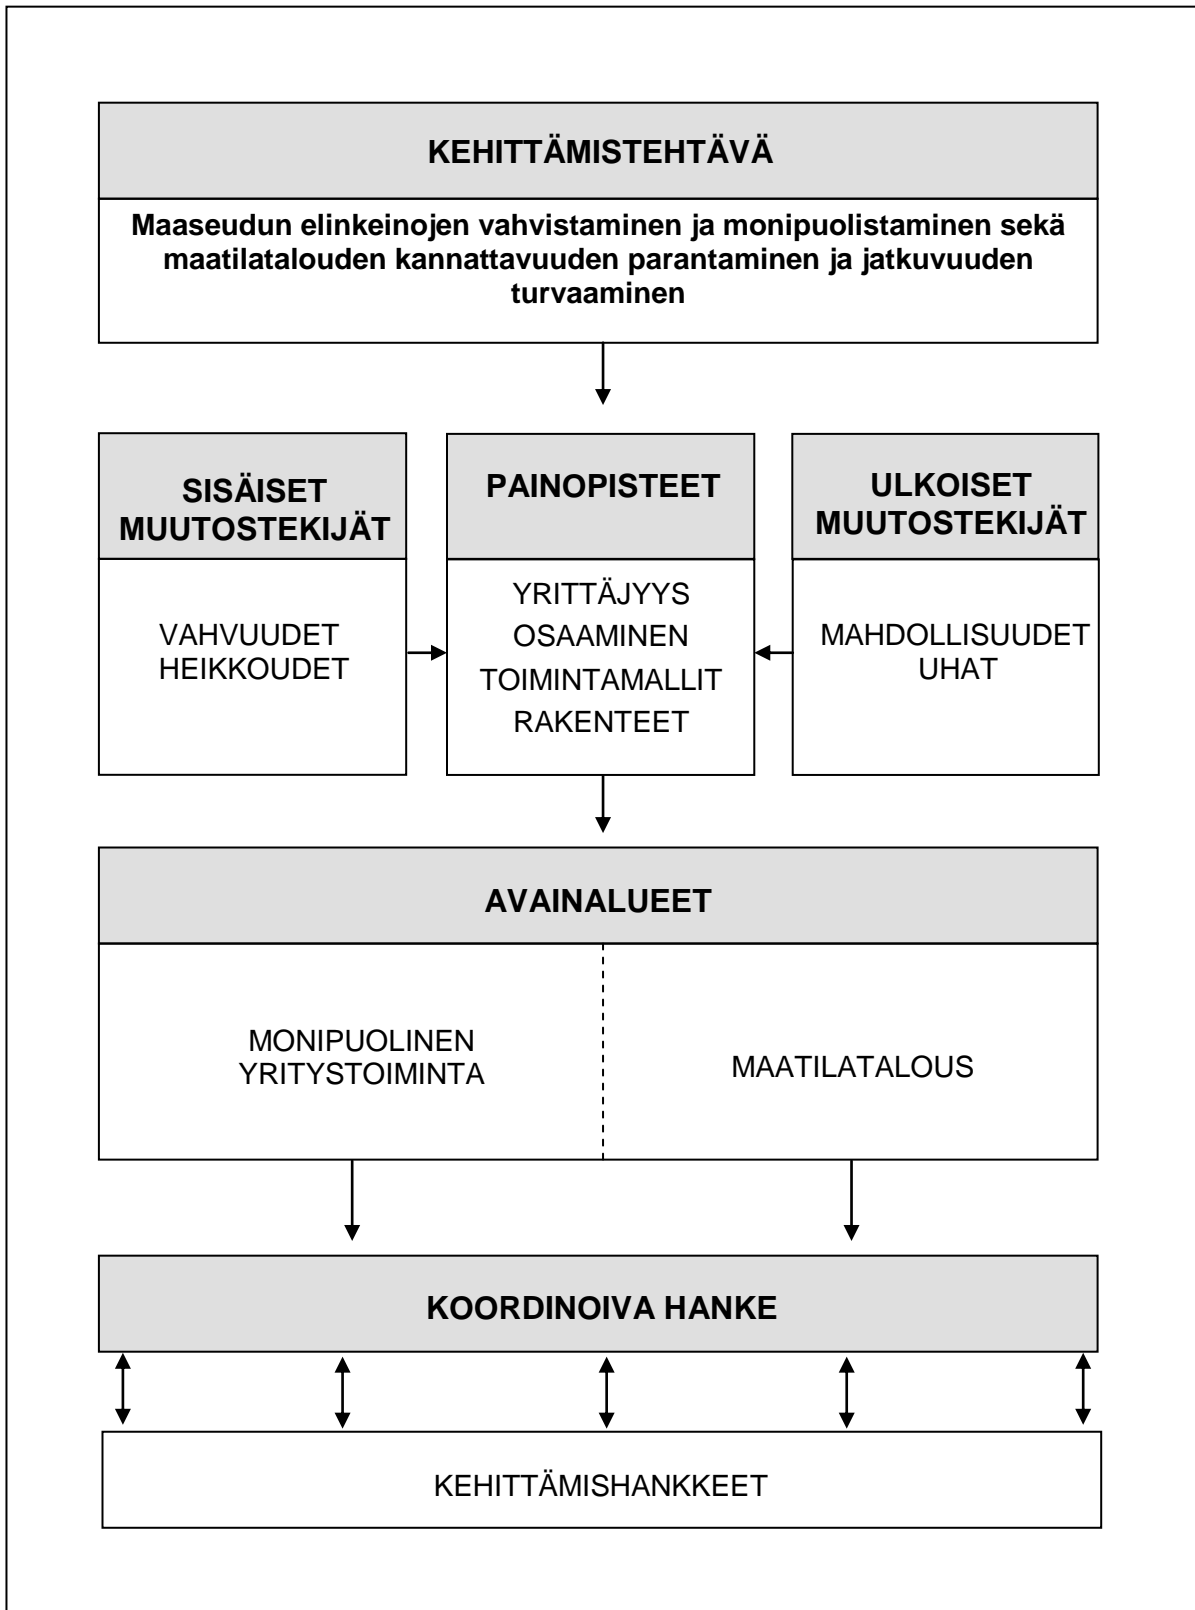 KEHITTÄMISTEHTÄVÄ
Maaseudun elinkeinojen vahvistaminen ja monipuolistaminen sekä
maatilatalouden kannattavuuden parantaminen ja jatkuvuuden
turvaaminen
SISÄISET
MUUTOSTEKIJÄT
VAHVUUDET
HEIKKOUDET
PAINOPISTEET
YRITTÄJYYS
OSAAMINEN
TOIMINTAMALLIT
RAKENTEET
ULKOISET
MUUTOSTEKIJÄT
MAHDOLLISUUDET
UHAT
AVAINALUEET
MONIPUOLINEN
YRITYSTOIMINTA
MAATILATALOUS
KOORDINOIVA HANKE
KEHITTÄMISHANKKEET